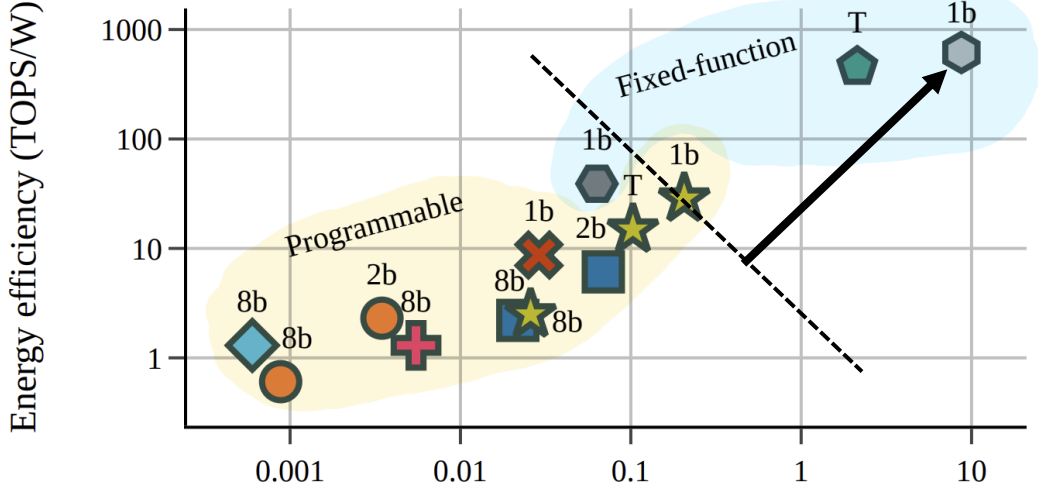 Energy efficiency (TOPS/W)
1000
100
10
1
0.001
0.01
0.1
1
10
Fixed-function
Programmable
T
1b
1b
T
1b
1b
2b
2b
8b
8b
8b
8b
8b